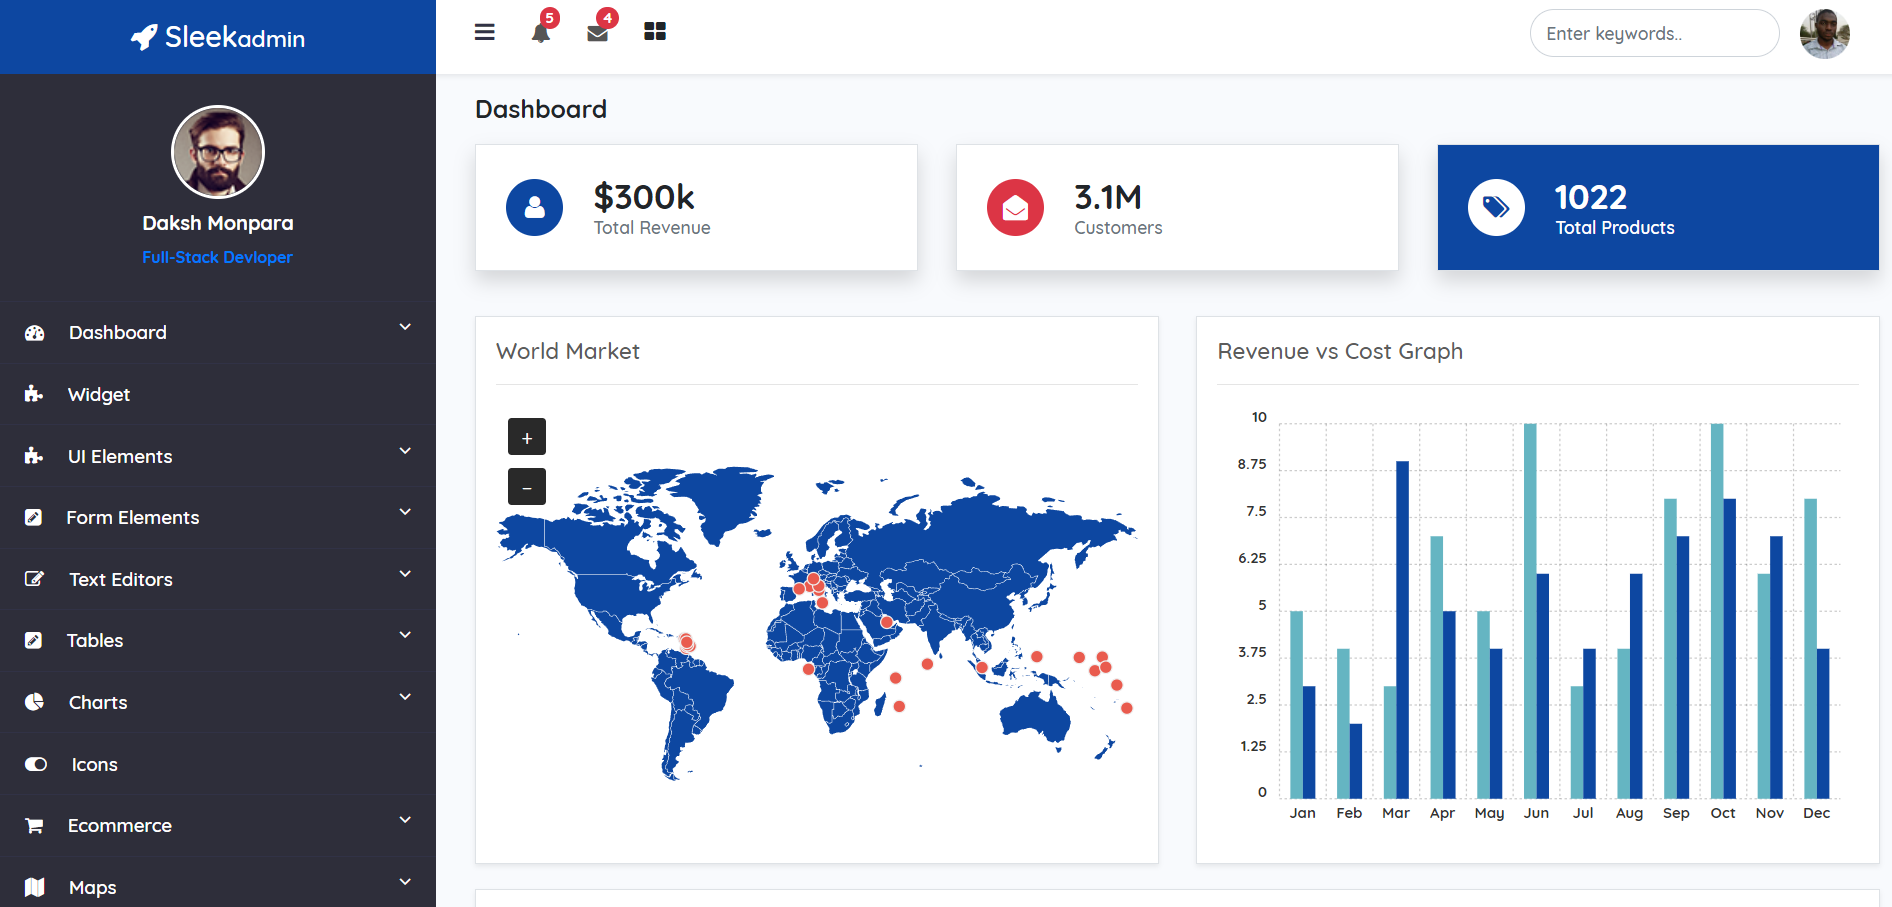 Sleekadmin
5
4
Enter keywords..
Daksh Monpara
Full-Stack Devloper
Dashboard
Widget
UI Elements
Form Elements
Text Editors
Tables
Charts
Icons
Ecommerce
Maps
Dashboard
$300k
Total Revenue
3.1M
Customers
1022
Total Products
World Market
+
-
Revenue vs Cost Graph
10
8.75
7.5
6.25
5
3.75
2.5
1.25
0
Jan Feb Mar Apr May Jun Jul Aug Sep Oct Nov Dec